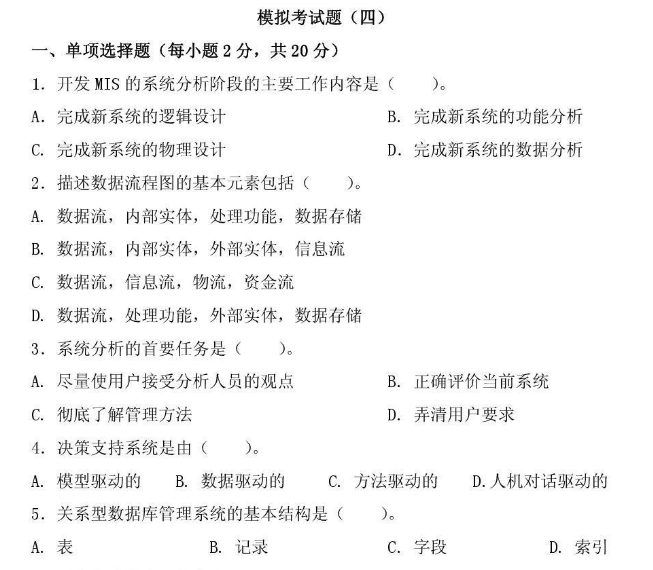 模拟考试题（四）
一、单项选择题（每小题 2 分，共 20 分）
1. 开发 MIS 的系统分析阶段的主要工作内容是（　　）。
A. 完成新系统的逻辑设计　　B. 完成新系统的功能分析
C. 完成新系统的物理设计　　D. 完成新系统的数据分析
2. 描述数据流程图的基本元素包括（　　）。
A. 数据流，内部实体，处理功能，数据存储
B. 数据流，内部实体，外部实体，信息流
C. 数据流，信息流，物流，资金流
D. 数据流，处理功能，外部实体，数据存储
3. 系统分析的首要任务是（　　）。
A. 尽量使用户接受分析人员的观点　　B. 正确评价当前系统
C. 彻底了解管理方法　　D. 弄清用户要求
4. 决策支持系统是由（　　）。
A. 模型驱动的　　B. 数据驱动的　　C. 方法驱动的　　D. 人机对话驱动的
5. 关系型数据库管理系统的基本结构是（　　）。
A. 表　　B. 记录　　C. 字段　　D. 索引